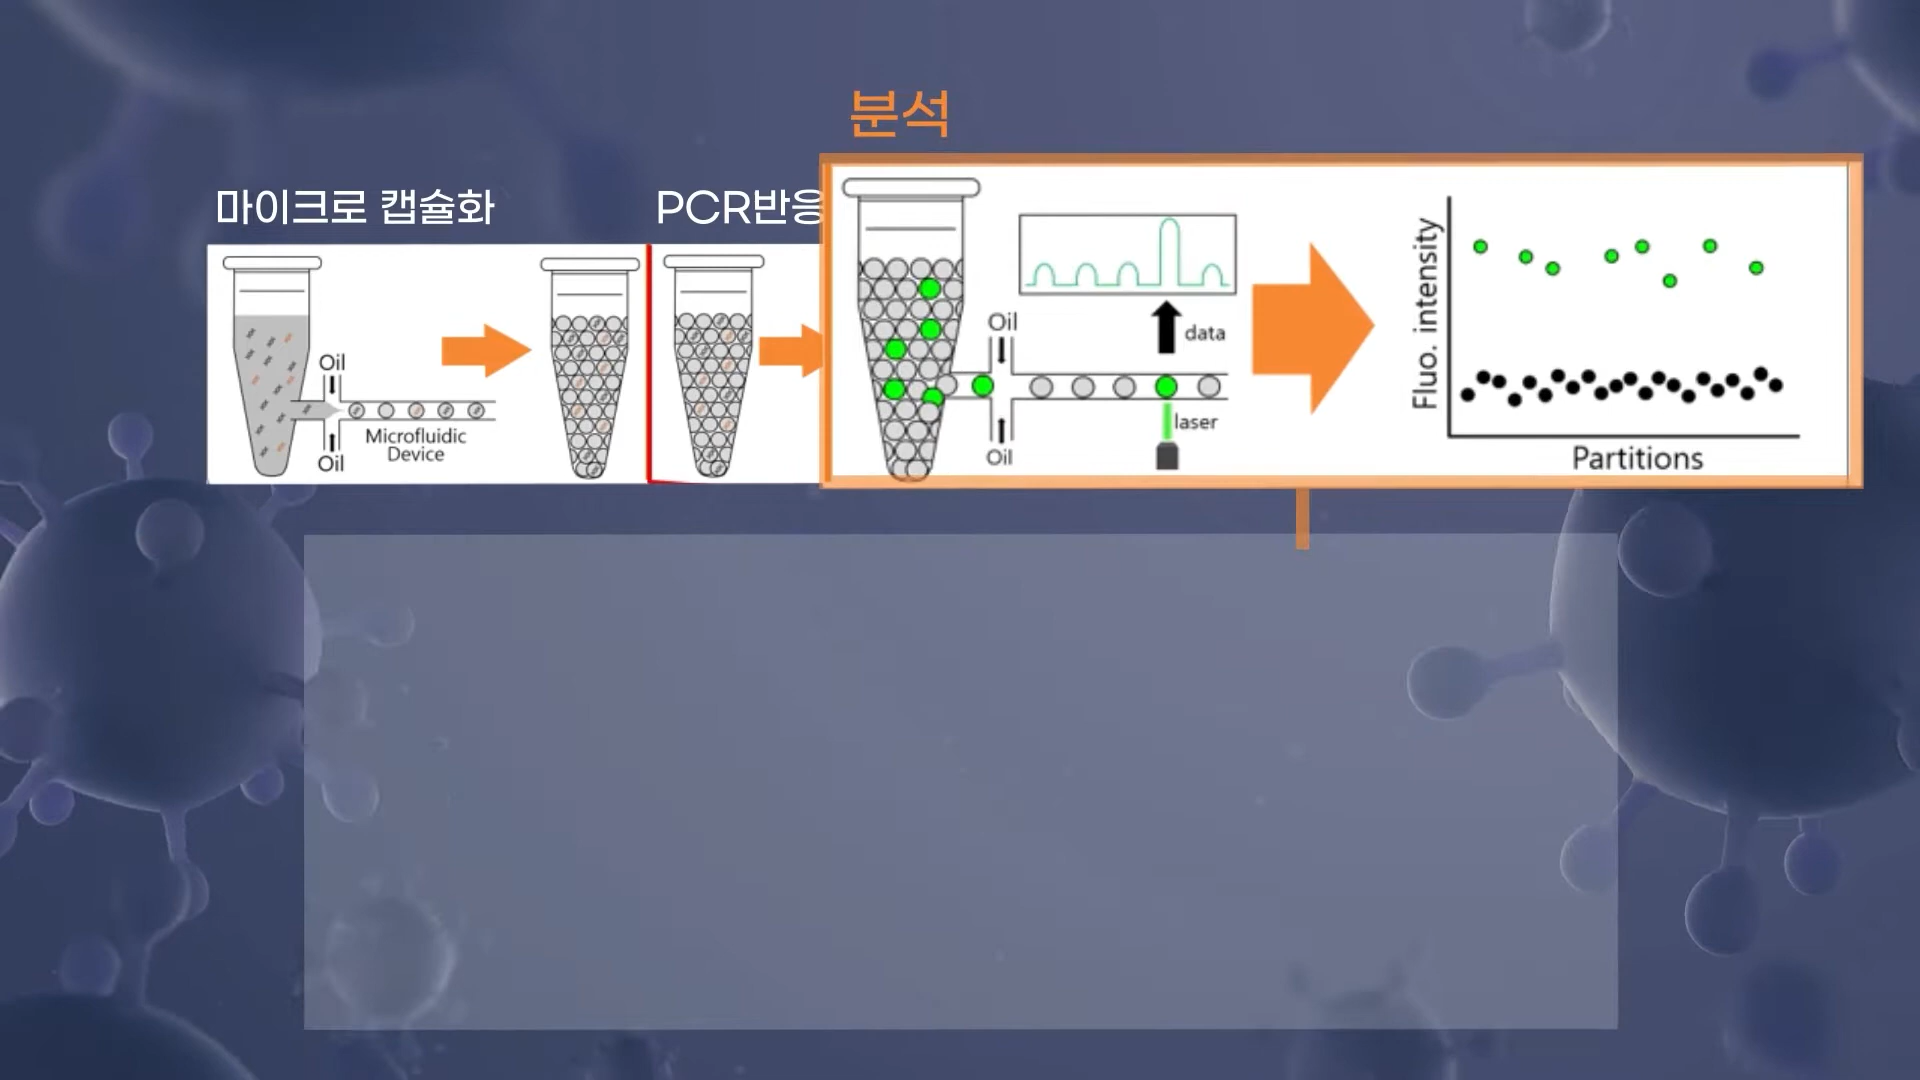 분석
마이크로 캡슐화
PCR반응
Oil
Microfluidic
Device
Oil
Oil
Oil
data
laser
Fluo. intensity
Partitions